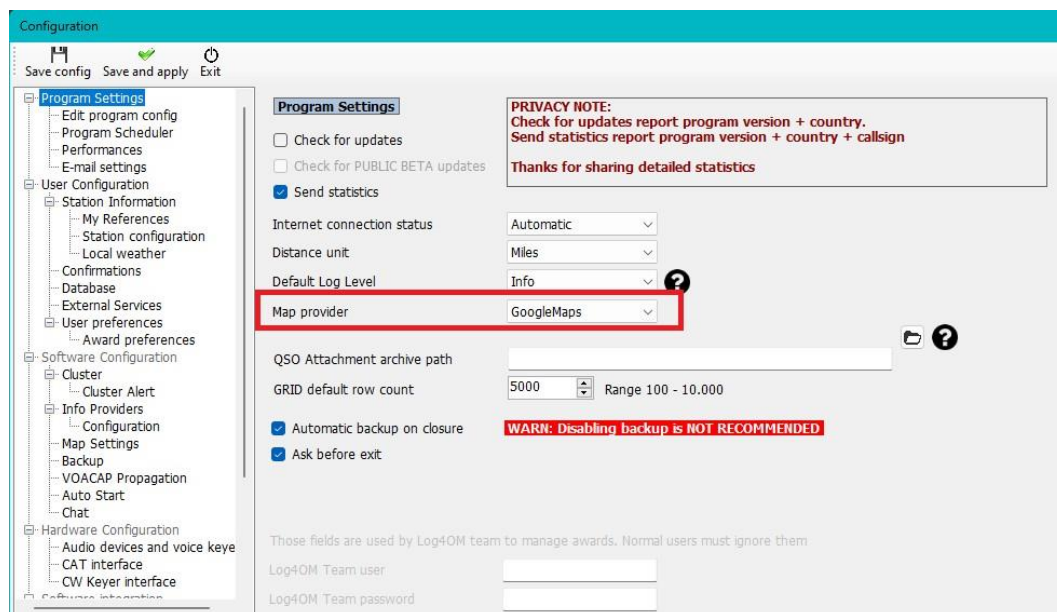 Configuration
Save config Save and apply Exit
Program Settings
Edit program config
Program Scheduler
Performances
E-mail settings
User Configuration
Station Information
My References
Station configuration
Local weather
Confirmations
Database
External Services
User preferences
Award preferences
Software Configuration
Cluster
Cluster Alert
Info Providers
Configuration
Map Settings
Backup
VOACAP Propagation
Auto Start
Chat
Hardware Configuration
Audio devices and voice keye
CAT interface
CW Keyer interface
Software integration
Program Settings
Check for updates
Check for PUBLIC BETA updates
Send statistics
PRIVACY NOTE:
Check for updates report program version + country.
Send statistics report program version + country + callsign
Thanks for sharing detailed statistics
Internet connection status Automatic
Distance unit Miles
Default Log Level Info ?
Map provider GoogleMaps
?
QSO Attachment archive path
GRID default row count 5000 Range 100 - 10.000
Automatic backup on closure WARN: Disabling backup is NOT RECOMMENDED
Ask before exit
Those fields are used by Log4OM team to manage awards. Normal users must ignore them
Log4OM Team user
Log4OM Team password